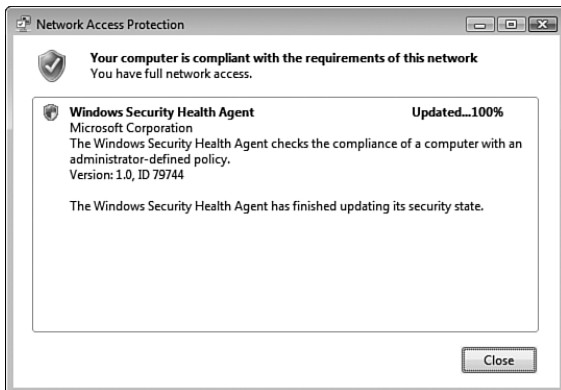 Network Access Protection
Your computer is compliant with the requirements of this network
You have full network access.
Windows Security Health Agent Updated...100%
Microsoft Corporation
The Windows Security Health Agent checks the compliance of a computer with an
administrator-defined policy.
Version: 1.0, ID 79744
The Windows Security Health Agent has finished updating its security state.
Close